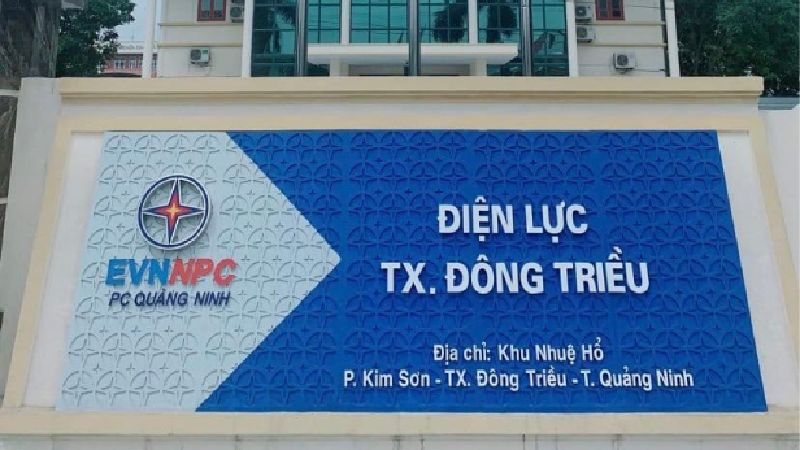 EVNNPC
PC QUẢNG NINH
ĐIỆN LỰC
TX. ĐÔNG TRIỀU
Địa chỉ: Khu Nhuệ Hổ
P. Kim Sơn - TX. Đông Triều - T. Quảng Ninh